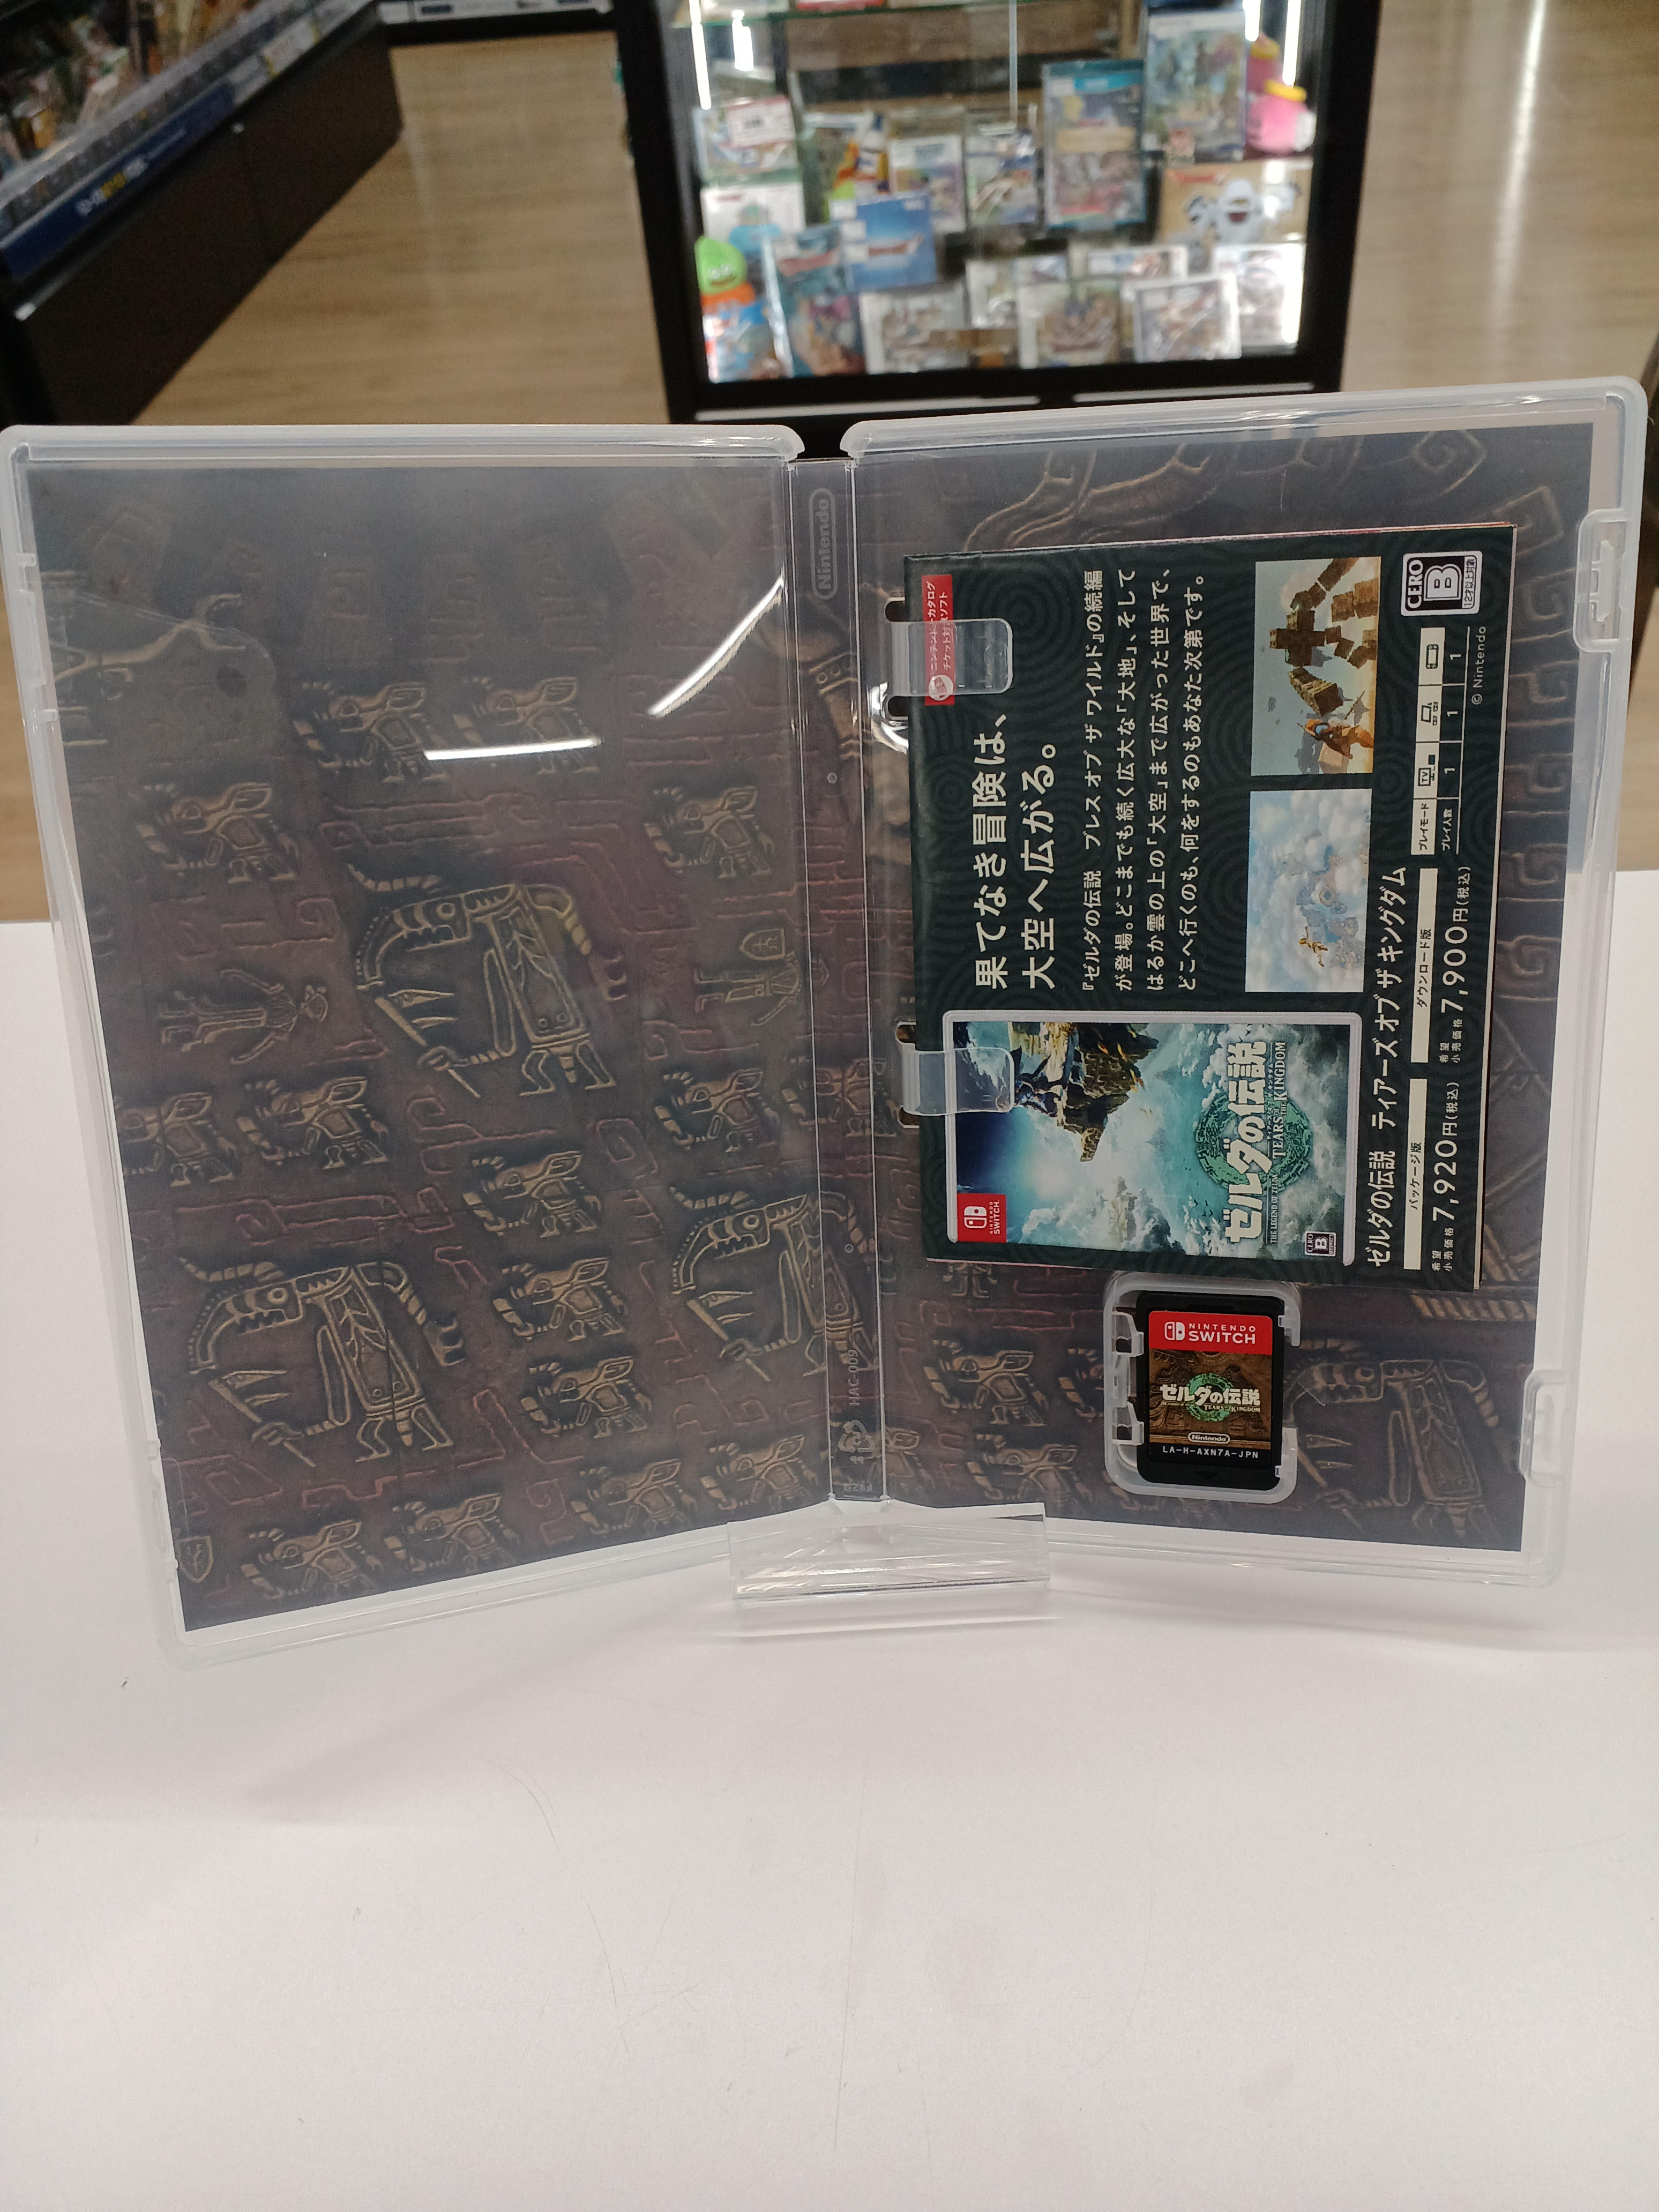 Nintendo
HAC-009
ニンテンドーカタログ
チケット対象ソフト
果てなき冒険は、
大空へ広がる。
『ゼルダの伝説　ブレス オブ ザ ワイルド』の続編
が登場。どこまでも続く広大な「大地」、そして
はるか雲の上の「大空」まで広がった世界で、
どこへ行くのも、何をするのもあなた次第です。
NINTENDO
SWITCH
ゼルダの伝説
THE LEGEND OF ZELDA
TEARS OF THE KINGDOM
CERO
B
ゼルダの伝説　ティアーズ オブ ザ キングダム
パッケージ版
希望小売価格 7,920円(税込)
ダウンロード版
希望小売価格 7,900円(税込)
プレイモード TV
プレイ人数 1 1 1
CERO
B
12才以上対象
© Nintendo
NINTENDO
SWITCH
ゼルダの伝説
TEARS OF THE KINGDOM
Nintendo
LA-H-AXN7A-JPN